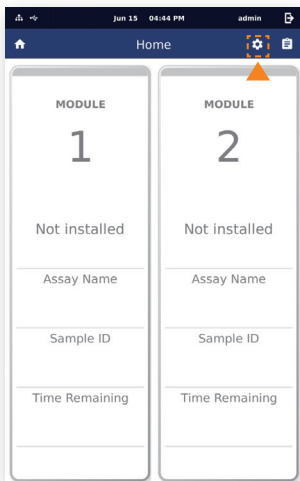 Jun 15 04:44 PM admin
Home
MODULE
1
Not installed
Assay Name
Sample ID
Time Remaining
MODULE
2
Not installed
Assay Name
Sample ID
Time Remaining